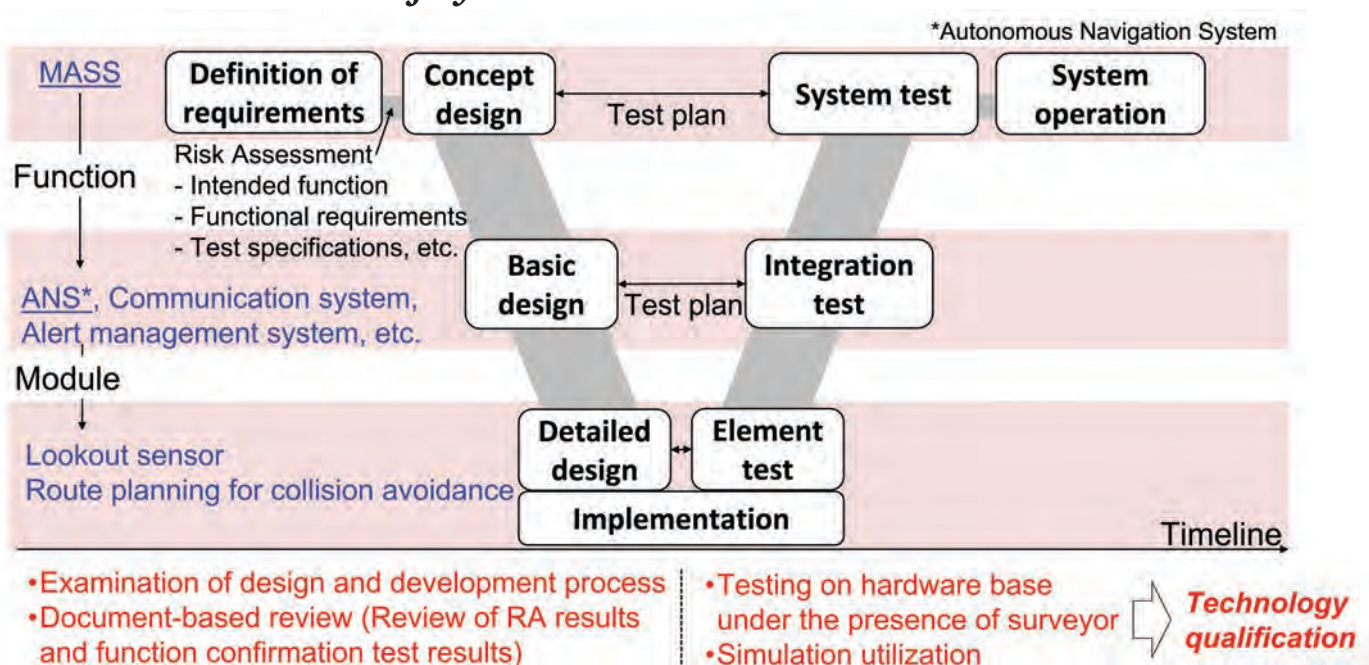 *Autonomous Navigation System
MASS
Definition of
requirements
Concept
design
Test plan
System test
System
operation
Risk Assessment
- Intended function
- Functional requirements
- Test specifications, etc.
Function
ANS*, Communication system,
Alert management system, etc.
Basic
design
Test plan
Integration
test
Module
Lookout sensor
Route planning for collision avoidance
Detailed
design
Element
test
Implementation
Timeline
•Examination of design and development process
•Document-based review (Review of RA results
and function confirmation test results)
•Testing on hardware base
under the presence of surveyor
•Simulation utilization
Technology
qualification